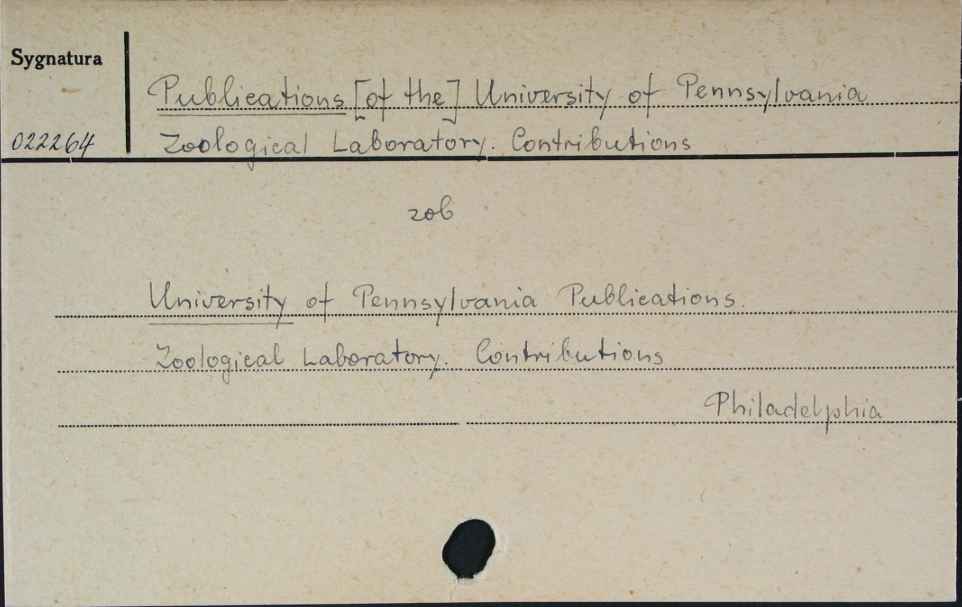 Sygnatura
Publications [of the] University of Pennsylvania
022264
Zoological Laboratory. Contributions
zob
University of Pennsylvania Publications.
Zoological Laboratory. Contributions
Philadelphia